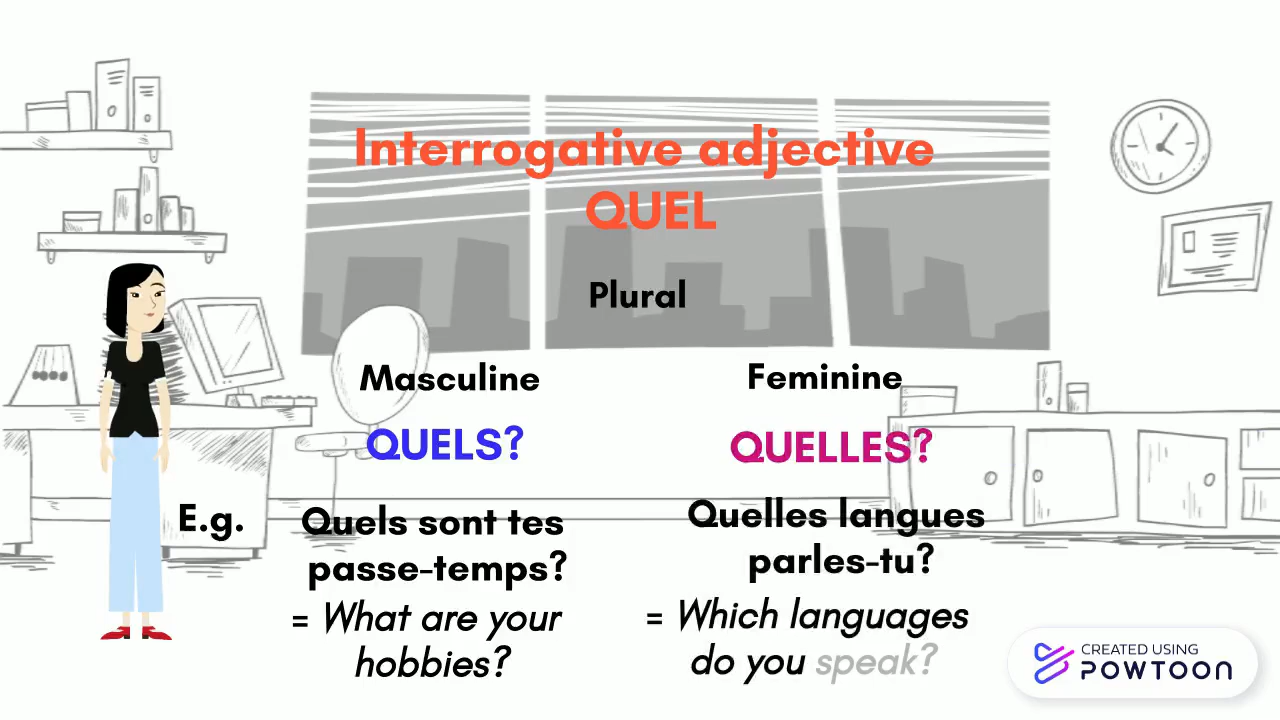 Interrogative adjective
QUEL
Plural
Masculine
Feminine
QUELS?
QUELLES?
E.g.
Quels sont tes
passe-temps?
= What are your
hobbies?
Quelles langues
parles-tu?
= Which languages
do you speak?
CREATED USING
POWTOON